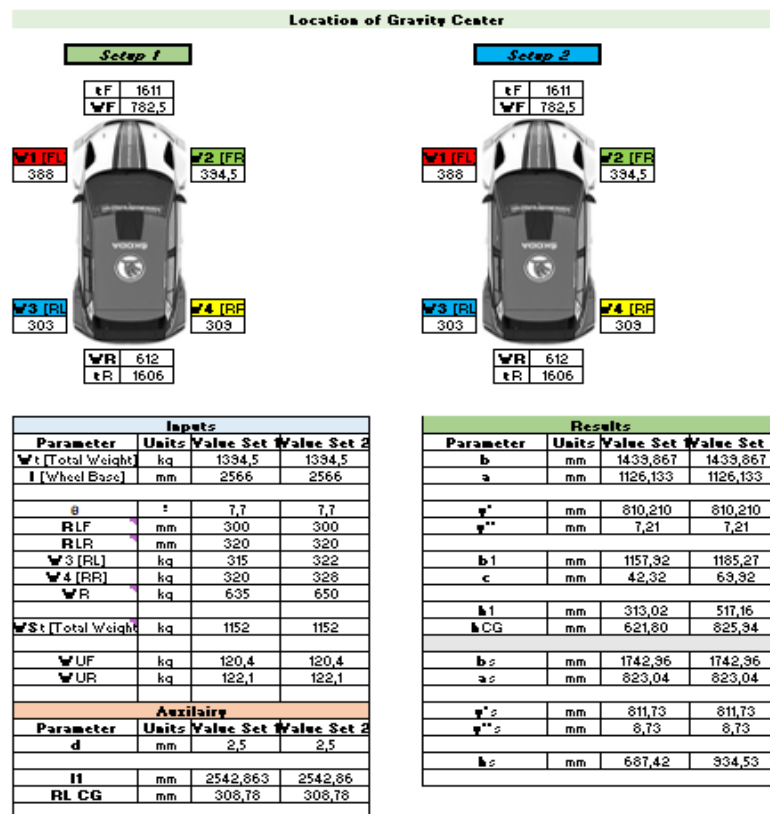 Location of Gravity Center
Setup 1
Setup 2
tF 1611
WF 782,5
tF 1611
WF 782,5
W1 [FL
W2 [FR
W1 [FL
W2 [FR
388
394,5
388
394,5
SKODA
SKODA
W3 [RL
W4 [RR
W3 [RL
W4 [RR
303
309
303
309
WR 612
tR 1606
WR 612
tR 1606
Inputs
Parameter Units Value Set 1 Value Set 2
Wt [Total Weight] kg 1394,5 1394,5
l [Wheel Base] mm 2566 2566
θ ° 7,7 7,7
RLF mm 300 300
RLR mm 320 320
W3 [RL] kg 315 322
W4 [RR] kg 320 328
WR kg 635 650
WSt [Total Weight kg 1152 1152
WUF kg 120,4 120,4
WUR kg 122,1 122,1
Auxilairy
Parameter Units Value Set 1 Value Set 2
d mm 2,5 2,5
l1 mm 2542,863 2542,86
RL CG mm 308,78 308,78
Results
Parameter Units Value Set 1 Value Set
b mm 1439,867 1439,867
a mm 1126,133 1126,133
y' mm 810,210 810,210
y'' mm 7,21 7,21
b1 mm 1157,92 1185,27
c mm 42,32 69,92
h1 mm 313,02 517,16
hCG mm 621,80 825,94
bs mm 1742,96 1742,96
as mm 823,04 823,04
y's mm 811,73 811,73
y''s mm 8,73 8,73
hs mm 687,42 934,53